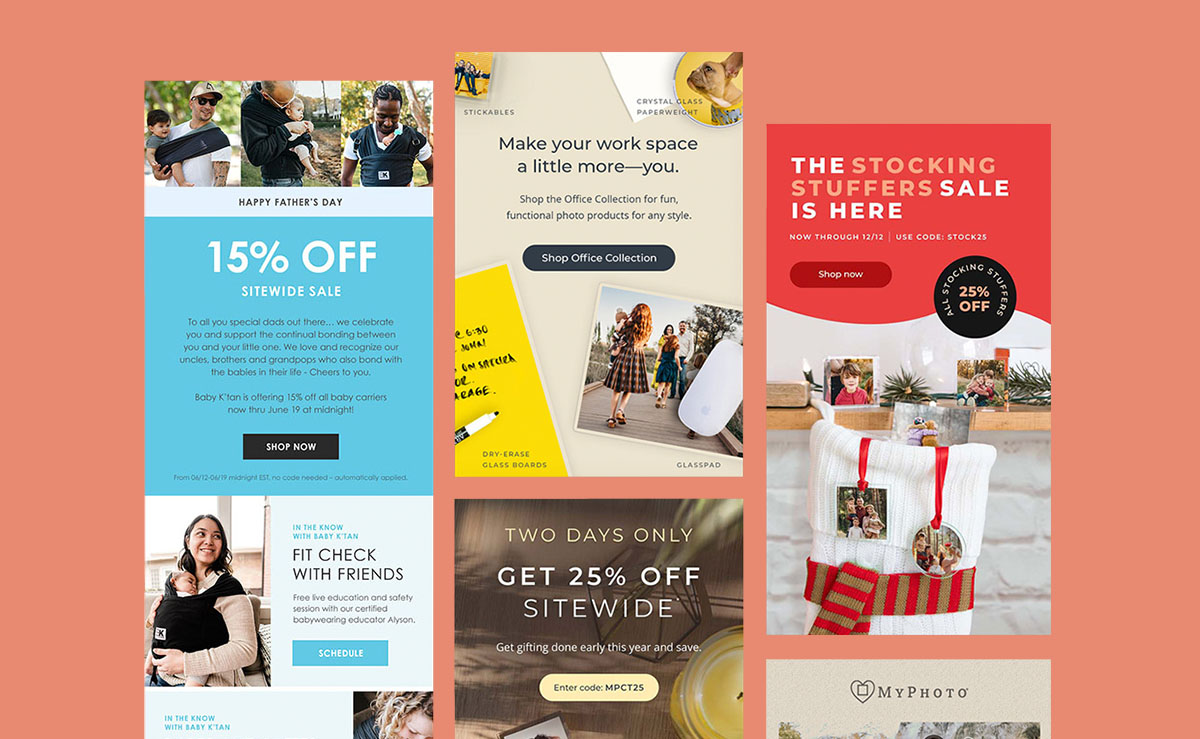 HAPPY FATHER'S DAY
15% OFF
SITEWIDE SALE
To all you special dads out there... we celebrate
you and support the continual bonding between
you and your little one. We love and recognize our
uncles, brothers and grandpops who also bond with
the babies in their life - Cheers to you.
Baby K'tan is offering 15% off all baby carriers
now thru June 19 at midnight!
SHOP NOW
From 06/12-06/19 midnight EST, no code needed – automatically applied.
IN THE KNOW
WITH BABY K'TAN
FIT CHECK
WITH FRIENDS
Free live education and safety
session with our certified
babywearing educator Alyson.
SCHEDULE
IN THE KNOW
WITH BABY K'TAN
STICKABLES
CRYSTAL GLASS
PAPERWEIGHT
Make your work space
a little more—you.
Shop the Office Collection for fun,
functional photo products for any style.
Shop Office Collection
DRY-ERASE
GLASS BOARDS
GLASSPAD
TWO DAYS ONLY
GET 25% OFF
SITEWIDE*
Get gifting done early this year and save.
Enter code: MPCT25
THE STOCKING
STUFFERS SALE
IS HERE
NOW THROUGH 12/12 | USE CODE: STOCK25
Shop now
ALL STOCKING STUFFERS
25%
OFF
MYPHOTO